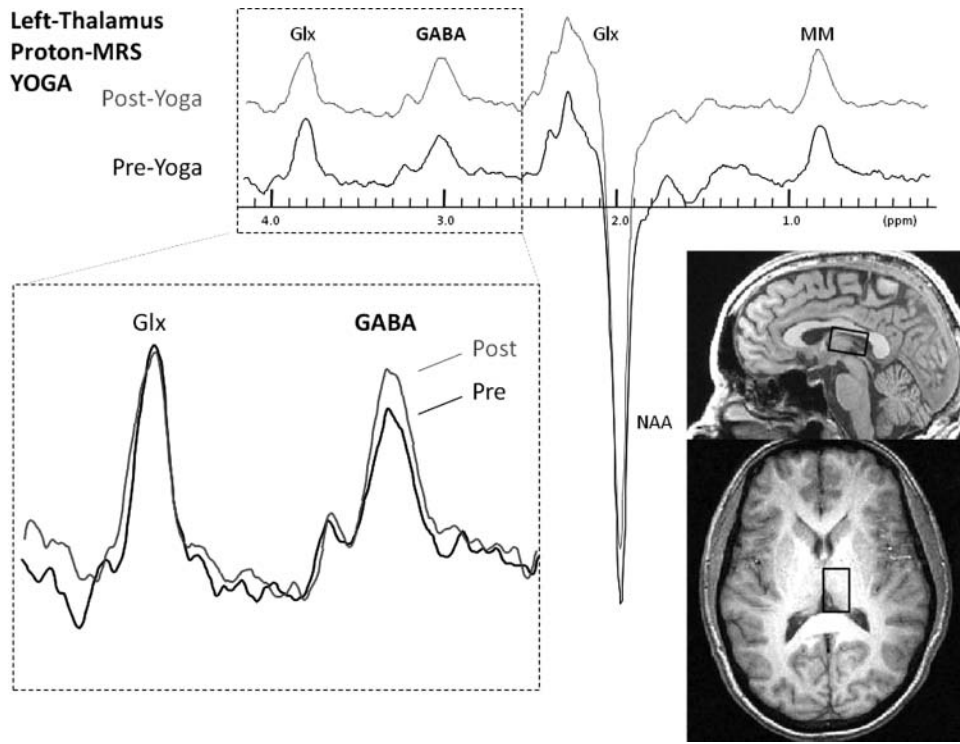 Left-Thalamus
Proton-MRS
YOGA
Glx
GABA
Glx
MM
Post-Yoga
Pre-Yoga
4.0
3.0
2.0
1.0
(ppm)
Glx
GABA
Post
Pre
NAA